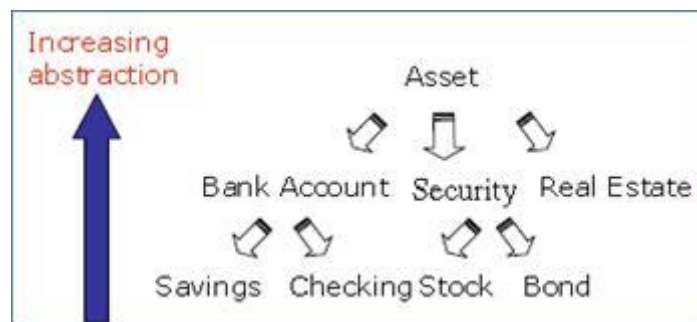 Increasing
abstraction
Asset
Bank Account Security Real Estate
Savings Checking Stock Bond